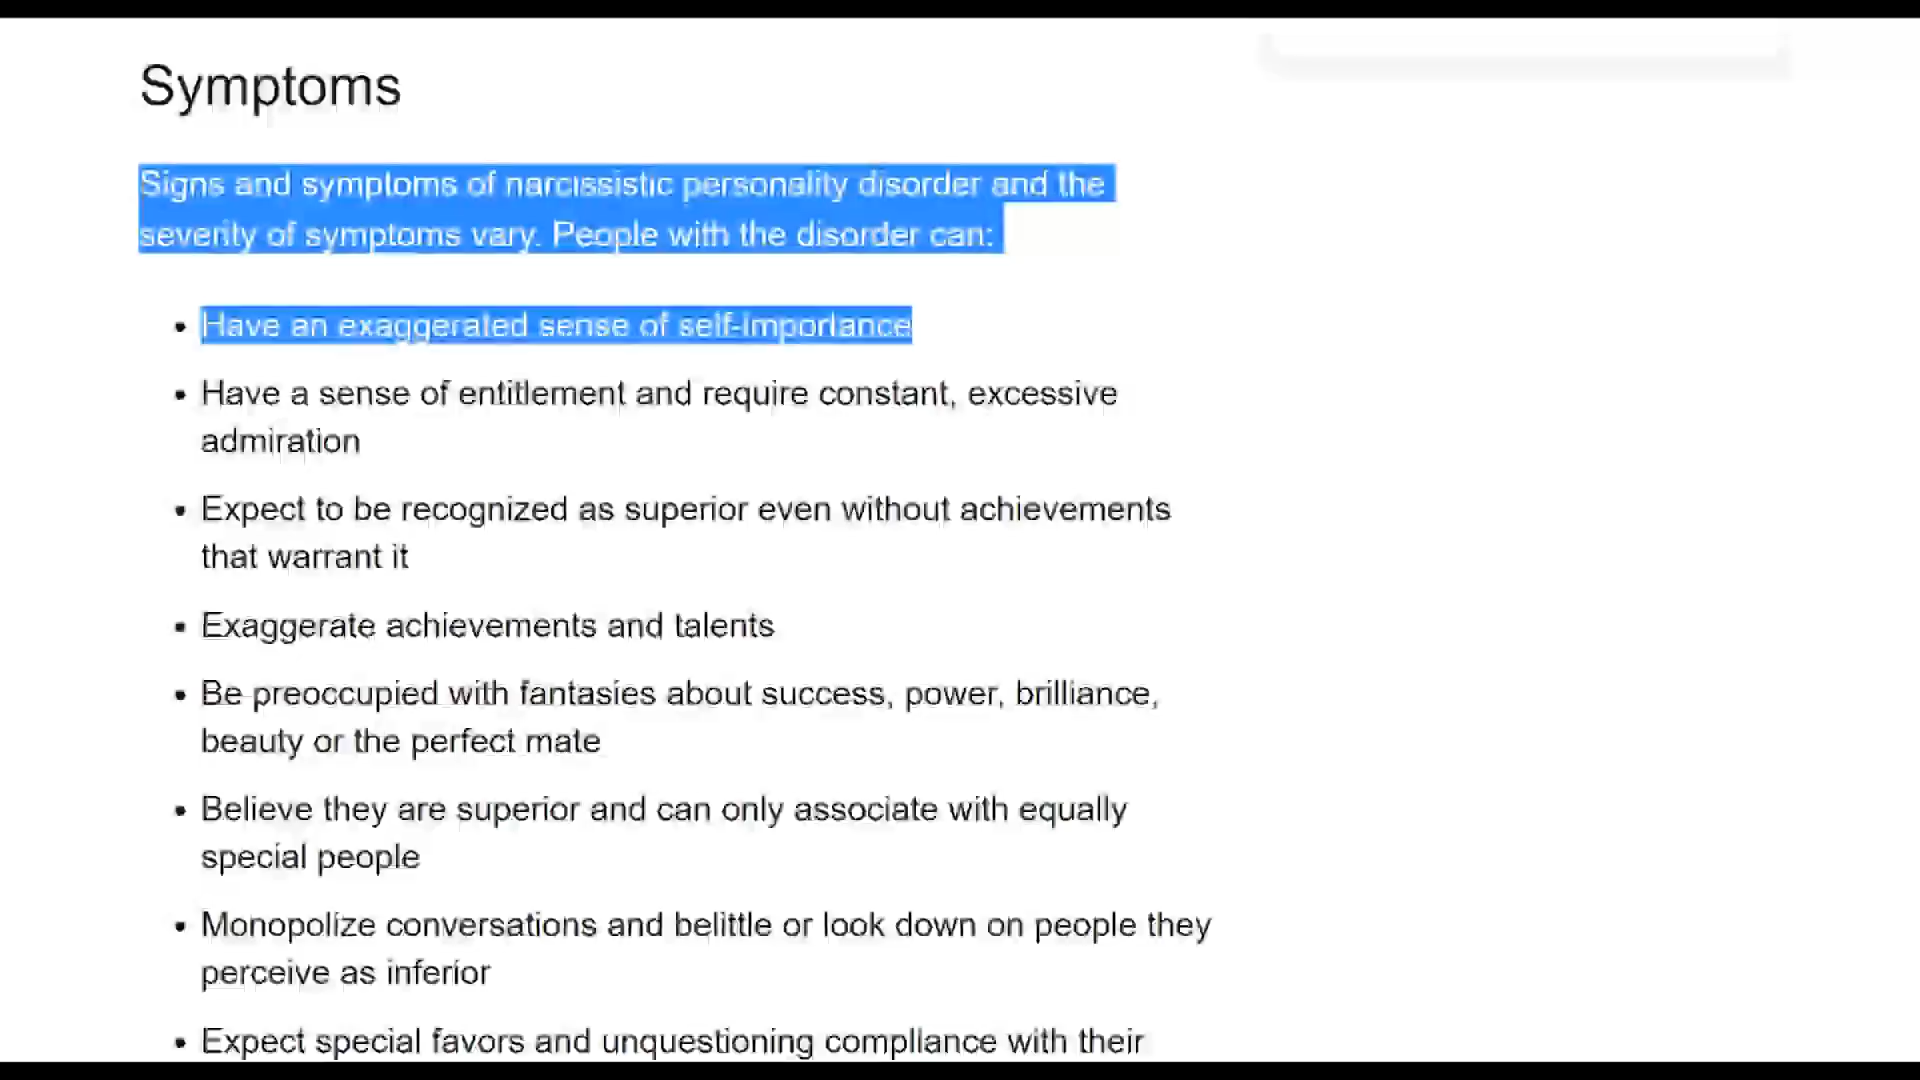 Symptoms
Signs and symptoms of narcissistic personality disorder and the
severity of symptoms vary. People with the disorder can:
• Have an exaggerated sense of self-importance
• Have a sense of entitlement and require constant, excessive
admiration
• Expect to be recognized as superior even without achievements
that warrant it
• Exaggerate achievements and talents
• Be preoccupied with fantasies about success, power, brilliance,
beauty or the perfect mate
• Believe they are superior and can only associate with equally
special people
• Monopolize conversations and belittle or look down on people they
perceive as inferior
• Expect special favors and unquestioning compliance with their